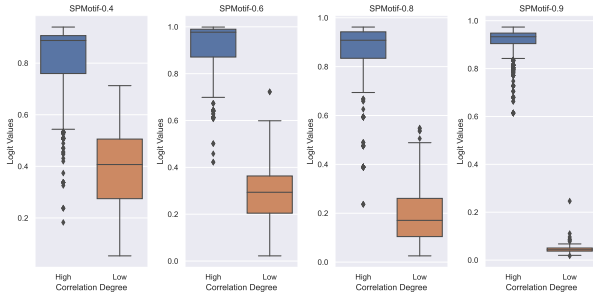 SPMotif-0.4
Logit Values
0.8
0.6
0.4
0.2
High Low
Correlation Degree
SPMotif-0.6
Logit Values
1.0
0.8
0.6
0.4
0.2
0.0
High Low
Correlation Degree
SPMotif-0.8
Logit Values
1.0
0.8
0.6
0.4
0.2
0.0
High Low
Correlation Degree
SPMotif-0.9
Logit Values
1.0
0.8
0.6
0.4
0.2
0.0
High Low
Correlation Degree